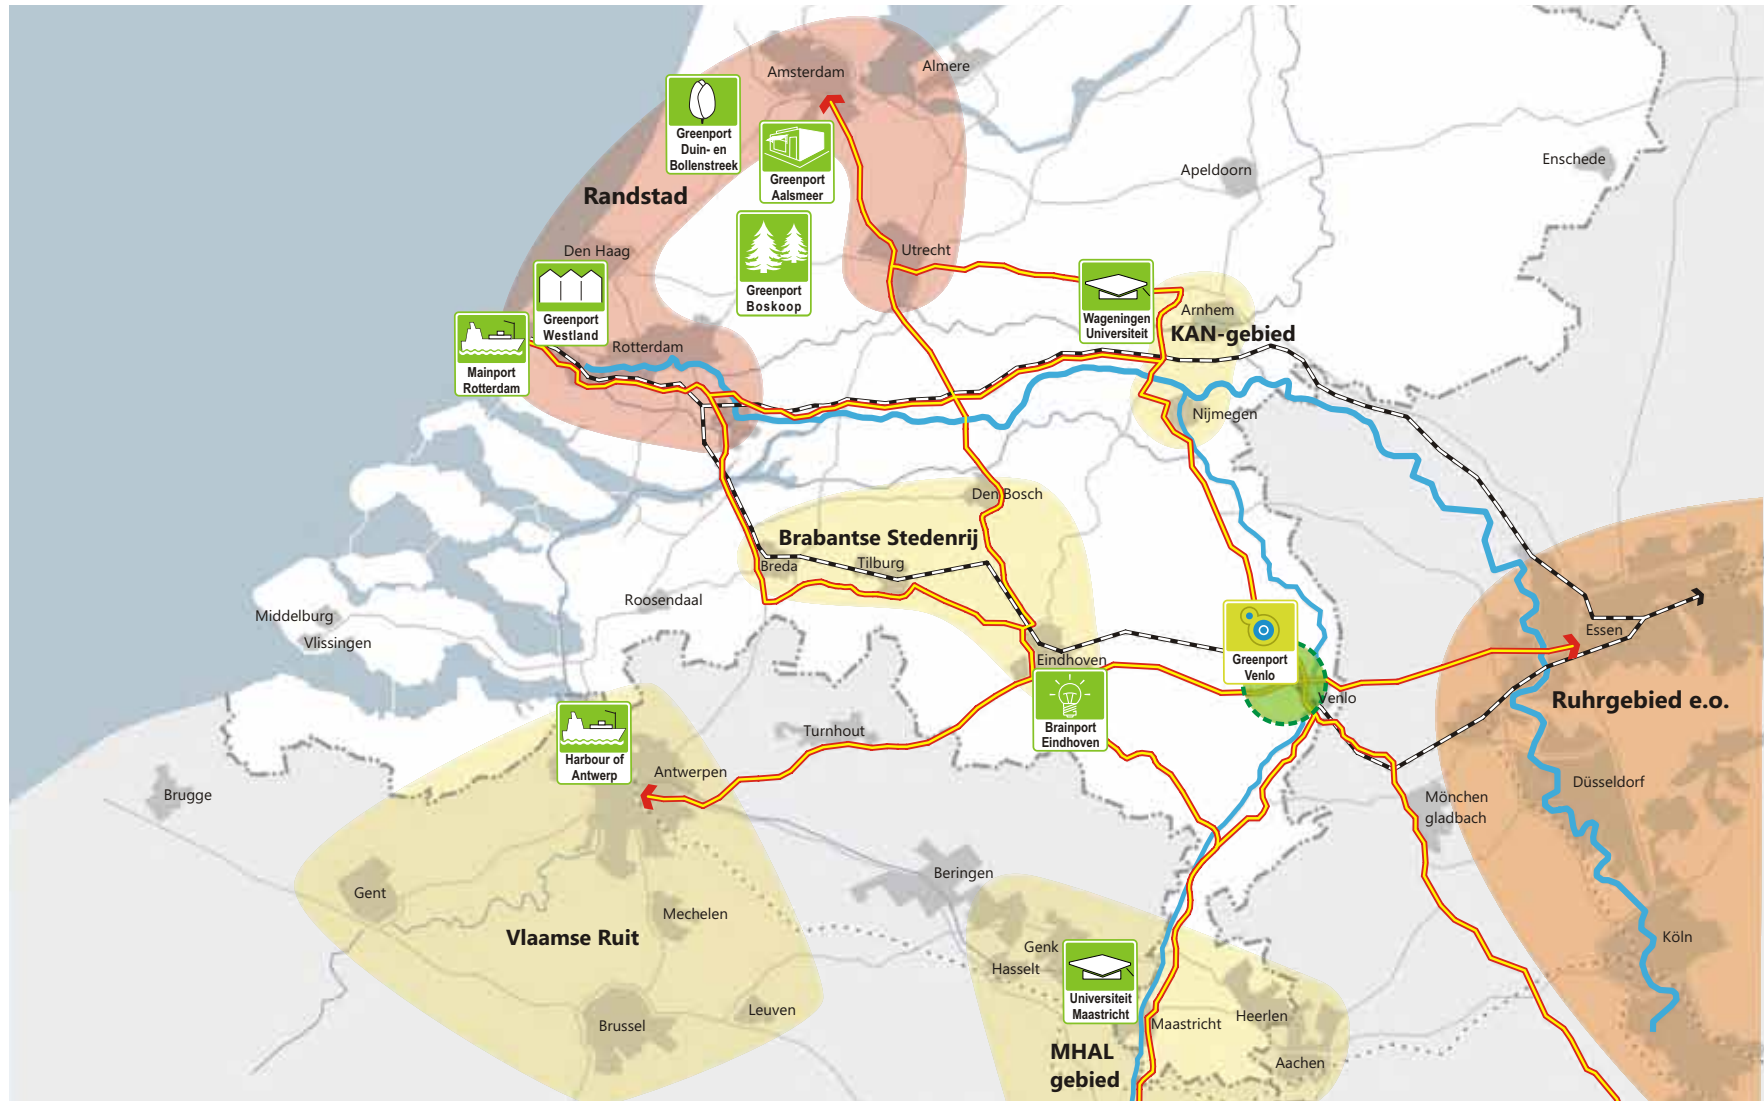 Amsterdam
Almere
Greenport
Duin- en
Bollenstreek
Greenport
Aalsmeer
Apeldoorn
Enschede
Randstad
Den Haag
Utrecht
Greenport
Boskoop
Greenport
Westland
Wageningen
Universiteit
Arnhem
KAN-gebied
Mainport
Rotterdam
Rotterdam
Nijmegen
Den Bosch
Brabantse Stedenrij
Breda
Tilburg
Roosendaal
Middelburg
Vlissingen
Essen
Eindhoven
Greenport
Venlo
Venlo
Ruhrgebied e.o.
Brainport
Eindhoven
Turnhout
Harbour of
Antwerp
Antwerpen
Brugge
Düsseldorf
Mönchen
gladbach
Beringen
Gent
Mechelen
Vlaamse Ruit
Genk
Hasselt
Köln
Universiteit
Maastricht
Leuven
Brussel
Maastricht
Heerlen
MHAL
gebied
Aachen